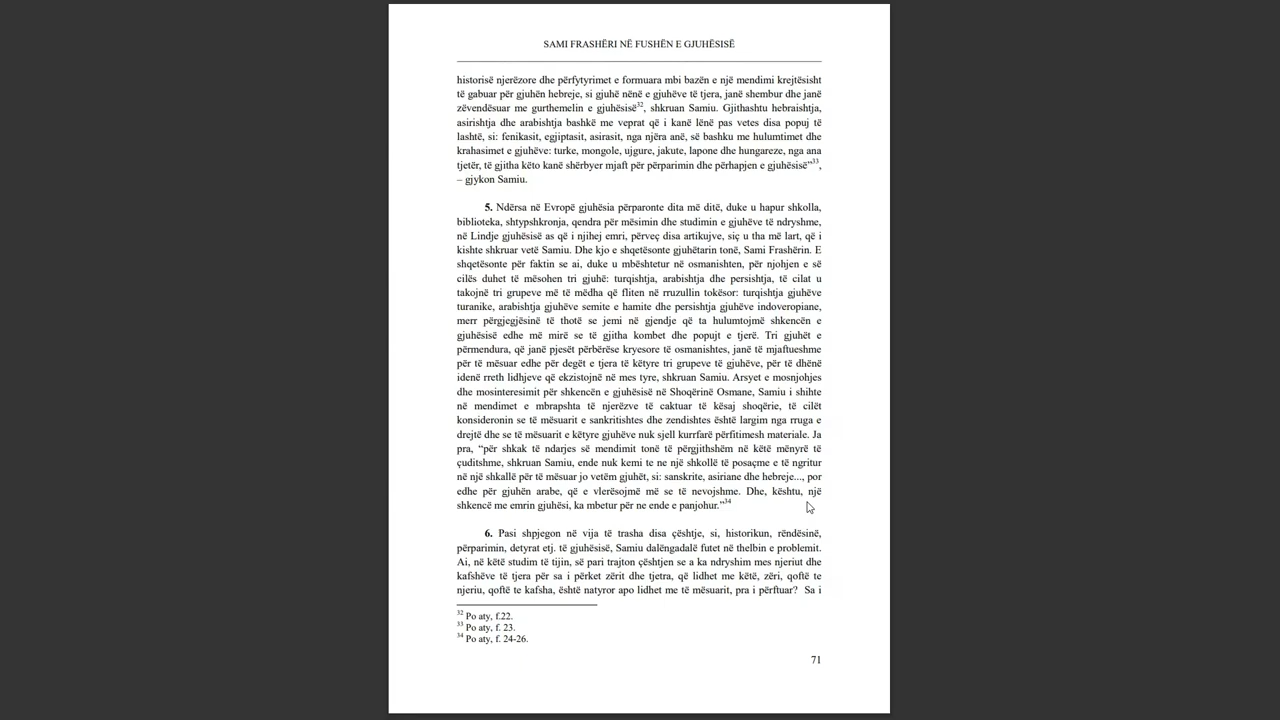 SAMI FRASHËRI NË FUSHËN E GJUHËSISË
historisë njerëzore dhe përfytyrimet e formuara mbi bazën e një mendimi krejtësisht
të gabuar për gjuhën hebreje, si gjuhë nënë e gjuhëve të tjera, janë shembur dhe janë
zëvendësuar me gurthemelin e gjuhësisë32, shkruan Samiu. Gjithashtu hebraishtja,
asirishtja dhe arabishtja bashkë me veprat që i kanë lënë pas vetes disa popuj të
lashtë, si: fenikasit, egjiptasit, asirasit, nga njëra anë, së bashku me hulumtimet dhe
krahasimet e gjuhëve: turke, mongole, ujgure, jakute, lapone dhe hungareze, nga ana
tjetër, të gjitha këto kanë shërbyer mjaft për përparimin dhe përhapjen e gjuhësisë”33,
– gjykon Samiu.
5. Ndërsa në Evropë gjuhësia përparonte dita më ditë, duke u hapur shkolla,
biblioteka, shtypshkronja, qendra për mësimin dhe studimin e gjuhëve të ndryshme,
në Lindje gjuhësisë as që i njihej emri, përveç disa artikujve, siç u tha më lart, që i
kishte shkruar vetë Samiu. Dhe kjo e shqetësonte gjuhëtarin tonë, Sami Frashërin. E
shqetësonte për faktin se ai, duke u mbështetur në osmanishten, për njohjen e së
cilës duhet të mësohen tri gjuhë: turqishtja, arabishtja dhe persishtja, të cilat u
takojnë tri grupeve më të mëdha që fliten në rruzullin tokësor: turqishtja gjuhëve
turanike, arabishtja gjuhëve semite e hamite dhe persishtja gjuhëve indoveropiane,
merr përgjegjësinë të thotë se jemi në gjendje që ta hulumtojmë shkencën e
gjuhësisë edhe më mirë se të gjitha kombet dhe popujt e tjerë. Tri gjuhët e
përmendura, që janë pjesët përbërëse kryesore të osmanishtes, janë të mjaftueshme
për të mësuar edhe për degët e tjera të këtyre tri grupeve të gjuhëve, për të dhënë
idenë rreth lidhjeve që ekzistojnë në mes tyre, shkruan Samiu. Arsyet e mosnjohjes
dhe mosinteresimit për shkencën e gjuhësisë në Shoqërinë Osmane, Samiu i shihte
në mendimet e mbrapshta të njerëzve të caktuar të kësaj shoqërie, të cilët
konsideronin se të mësuarit e sankritishtes dhe zendishtes është largim nga rruga e
drejtë dhe se të mësuarit e këtyre gjuhëve nuk sjell kurrfarë përfitimesh materiale. Ja
pra, “për shkak të ndarjes së mendimit tonë të përgjithshëm në këtë mënyrë të
çuditshme, shkruan Samiu, ende nuk kemi te ne një shkollë të posaçme e të ngritur
në një shkallë për të mësuar jo vetëm gjuhët, si: sanskrite, asiriane dhe hebreje..., por
edhe për gjuhën arabe, që e vlerësojmë më se të nevojshme. Dhe, kështu, një
shkencë me emrin gjuhësi, ka mbetur për ne ende e panjohur.”34
6. Pasi shpjegon në vija të trasha disa çështje, si, historikun, rëndësinë,
përparimin, detyrat etj. të gjuhësisë, Samiu dalëngadalë futet në thelbin e problemit.
Ai, në këtë studim të tijin, së pari trajton çështjen se a ka ndryshim mes njeriut dhe
kafshëve të tjera për sa i përket zërit dhe tjetra, që lidhet me këtë, zëri, qoftë te
njeriu, qoftë te kafsha, është natyror apo lidhet me të mësuarit, pra i përftuar? Sa i
32 Po aty, f.22.
33 Po aty, f. 23.
34 Po aty, f. 24-26.
71